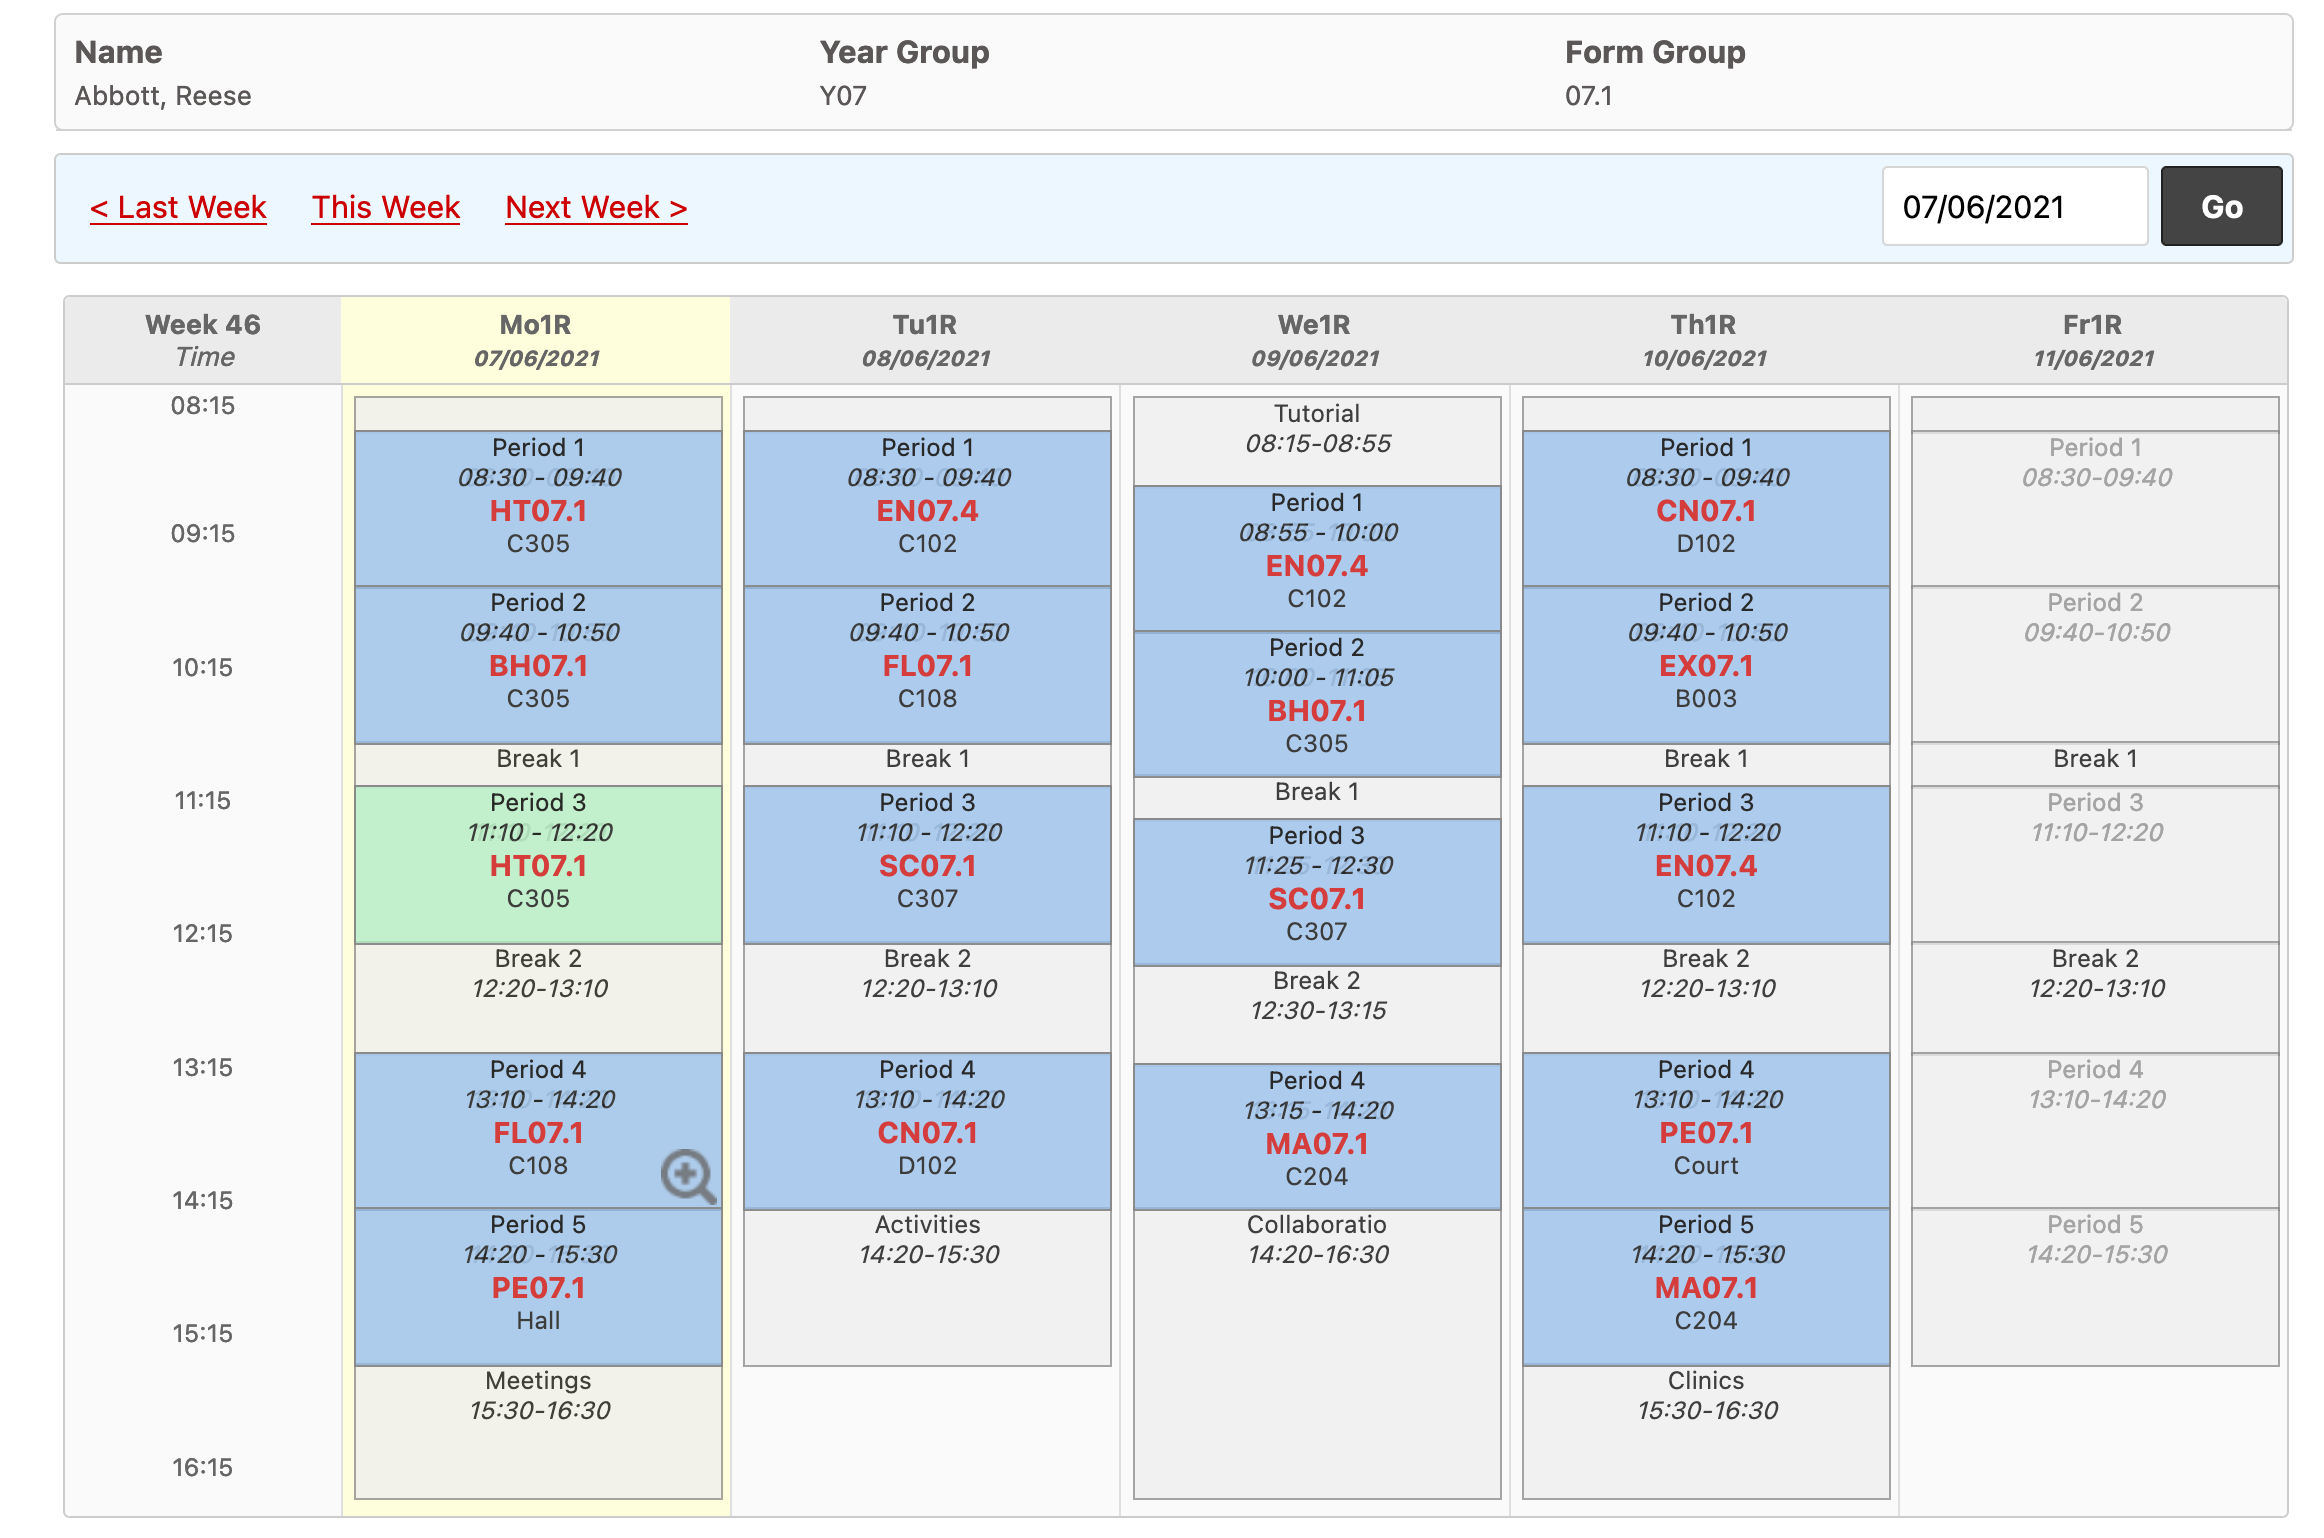 Name
Abbott, Reese
Year Group
Y07
Form Group
07.1
< Last Week
This Week
Next Week >
07/06/2021
Go
Week 46
Time
Mo1R
07/06/2021
Tu1R
08/06/2021
We1R
09/06/2021
Th1R
10/06/2021
Fr1R
11/06/2021
08:15
09:15
10:15
11:15
12:15
13:15
14:15
15:15
16:15
Period 1
08:30 - 09:40
HT07.1
C305
Period 2
09:40 - 10:50
BH07.1
C305
Break 1
Period 3
11:10 - 12:20
HT07.1
C305
Break 2
12:20-13:10
Period 4
13:10 - 14:20
FL07.1
C108
Period 5
14:20 - 15:30
PE07.1
Hall
Meetings
15:30-16:30
Period 1
08:30 - 09:40
EN07.4
C102
Period 2
09:40 - 10:50
FL07.1
C108
Break 1
Period 3
11:10 - 12:20
SC07.1
C307
Break 2
12:20-13:10
Period 4
13:10 - 14:20
CN07.1
D102
Activities
14:20-15:30
Tutorial
08:15-08:55
Period 1
08:55 - 10:00
EN07.4
C102
Period 2
10:00 - 11:05
BH07.1
C305
Break 1
Period 3
11:25 - 12:30
SC07.1
C307
Break 2
12:30-13:15
Period 4
13:15 - 14:20
MA07.1
C204
Collaboratio
14:20-16:30
Period 1
08:30 - 09:40
CN07.1
D102
Period 2
09:40 - 10:50
EX07.1
B003
Break 1
Period 3
11:10 - 12:20
EN07.4
C102
Break 2
12:20-13:10
Period 4
13:10 - 14:20
PE07.1
Court
Period 5
14:20 - 15:30
MA07.1
C204
Clinics
15:30-16:30
Period 1
08:30-09:40
Period 2
09:40-10:50
Break 1
Period 3
11:10-12:20
Break 2
12:20-13:10
Period 4
13:10-14:20
Period 5
14:20-15:30